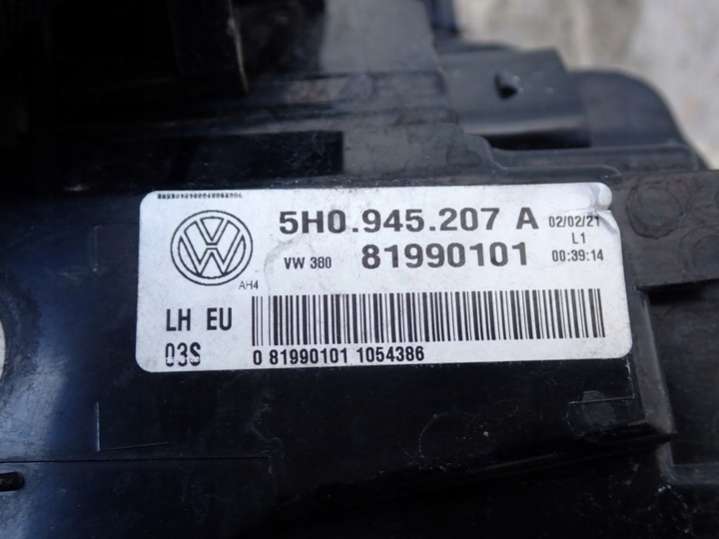 5H0.945.207 A 02/02/21
L1
VW 380 81990101 00:39:14
AH4
LH EU
03S 0 81990101 1054386